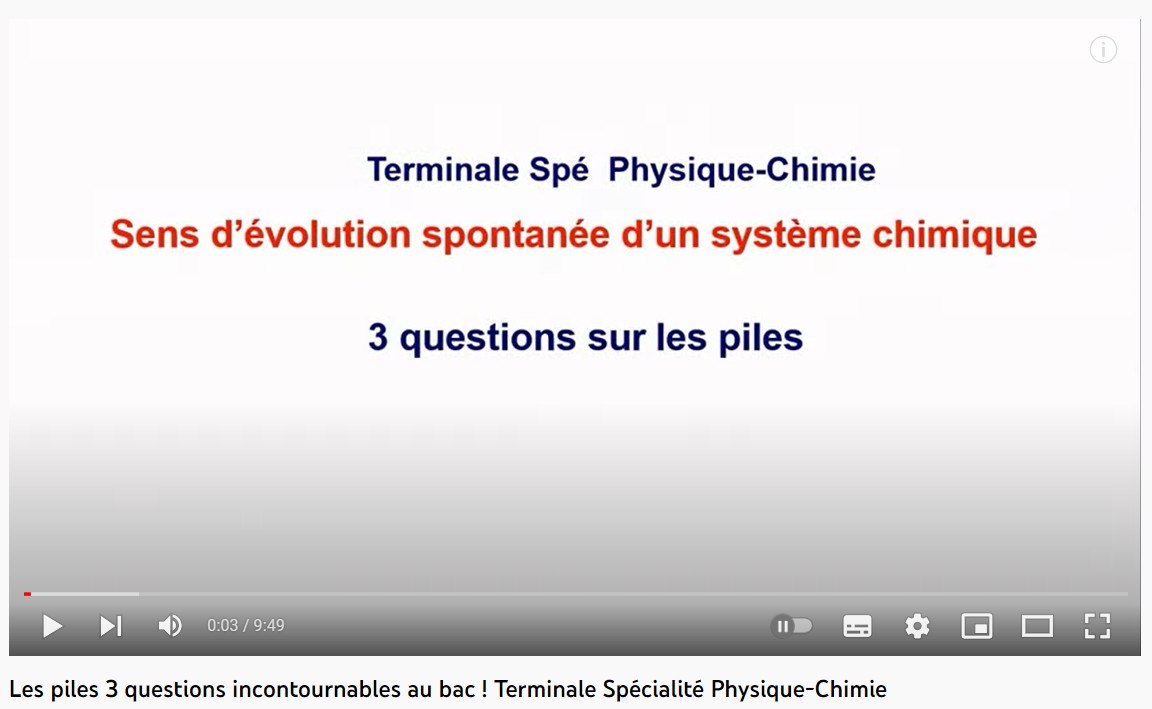 Terminale Spé Physique-Chimie
Sens d'évolution spontanée d'un système chimique
3 questions sur les piles
0:03 / 9:49
Les piles 3 questions incontournables au bac ! Terminale Spécialité Physique-Chimie